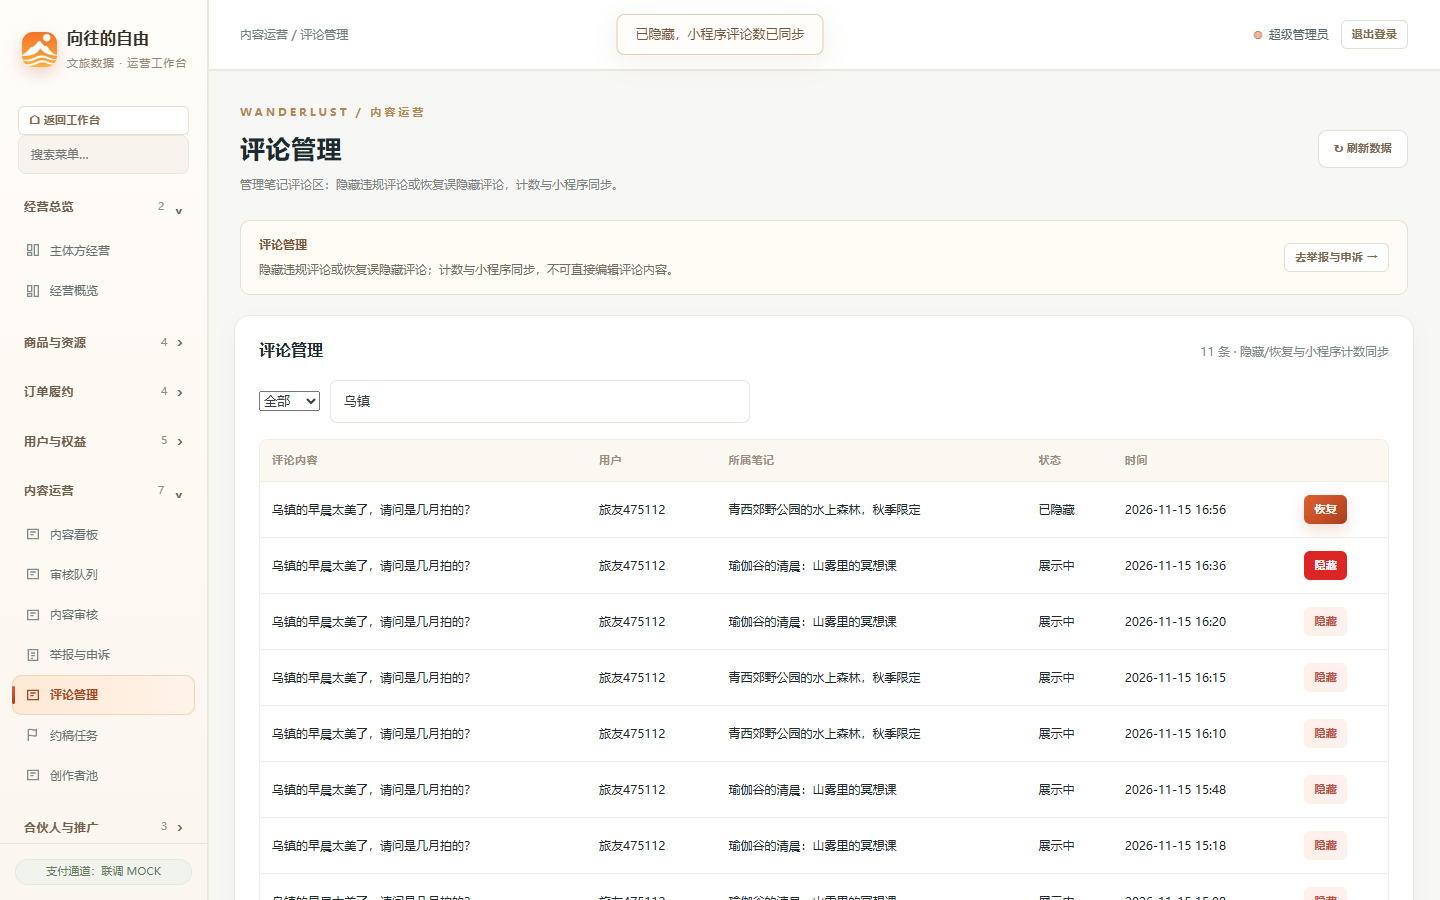 向往的自由
文旅数据 · 运营工作台
返回工作台
搜索菜单...
经营总览 2
主体方经营
经营概览
商品与资源 4
订单履约 4
用户与权益 5
内容运营 7
内容看板
审核队列
内容审核
举报与申诉
评论管理
约稿任务
创作者池
合伙人与推广 3
支付通道：联调 MOCK
内容运营 / 评论管理
已隐藏，小程序评论数已同步
超级管理员
退出登录
WANDERLUST / 内容运营
评论管理
管理笔记评论区：隐藏违规评论或恢复误隐藏评论，计数与小程序同步。
↻ 刷新数据
评论管理
隐藏违规评论或恢复误隐藏评论；计数与小程序同步，不可直接编辑评论内容。
去举报与申诉 →
评论管理
11 条 · 隐藏/恢复与小程序计数同步
全部 乌镇
评论内容 用户 所属笔记 状态 时间
乌镇的早晨太美了，请问是几月拍的？ 旅友475112 青西郊野公园的水上森林，秋季限定 已隐藏 2026-11-15 16:56 恢复
乌镇的早晨太美了，请问是几月拍的？ 旅友475112 瑜伽谷的清晨：山雾里的冥想课 展示中 2026-11-15 16:36 隐藏
乌镇的早晨太美了，请问是几月拍的？ 旅友475112 瑜伽谷的清晨：山雾里的冥想课 展示中 2026-11-15 16:20 隐藏
乌镇的早晨太美了，请问是几月拍的？ 旅友475112 青西郊野公园的水上森林，秋季限定 展示中 2026-11-15 16:15 隐藏
乌镇的早晨太美了，请问是几月拍的？ 旅友475112 青西郊野公园的水上森林，秋季限定 展示中 2026-11-15 16:10 隐藏
乌镇的早晨太美了，请问是几月拍的？ 旅友475112 瑜伽谷的清晨：山雾里的冥想课 展示中 2026-11-15 15:48 隐藏
乌镇的早晨太美了，请问是几月拍的？ 旅友475112 瑜伽谷的清晨：山雾里的冥想课 展示中 2026-11-15 15:18 隐藏